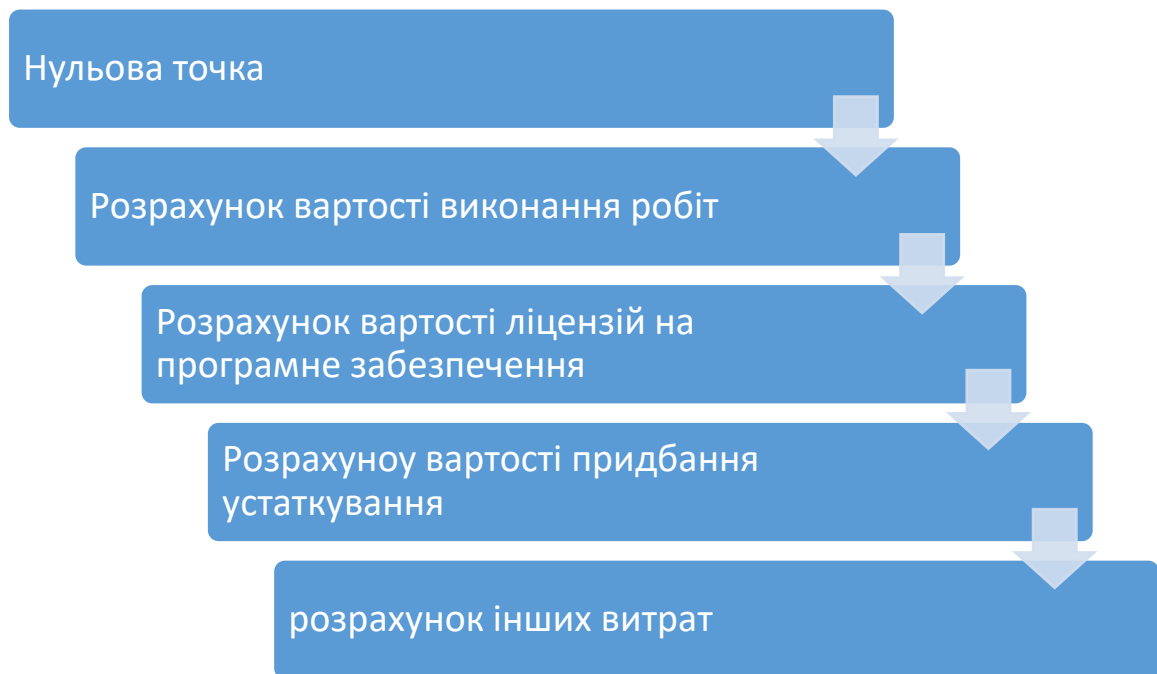 Нульова точка
Розрахунок вартості виконання робіт
Розрахунок вартості ліцензій на
програмне забезпечення
Розрахуноу вартості придбання
устаткування
розрахунок інших витрат